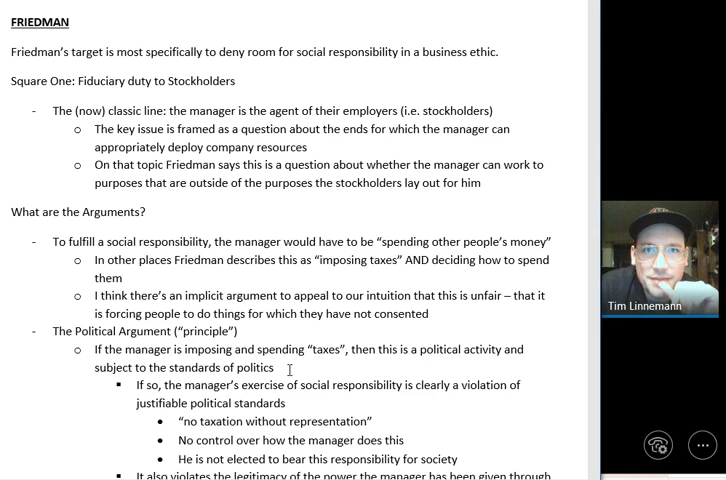 FRIEDMAN
Friedman's target is most specifically to deny room for social responsibility in a business ethic.
Square One: Fiduciary duty to Stockholders
- The (now) classic line: the manager is the agent of their employers (i.e. stockholders)
o The key issue is framed as a question about the ends for which the manager can
appropriately deploy company resources
o On that topic Friedman says this is a question about whether the manager can work to
purposes that are outside of the purposes the stockholders lay out for him
What are the Arguments?
- To fulfill a social responsibility, the manager would have to be “spending other people's money”
o In other places Friedman describes this as “imposing taxes” AND deciding how to spend
them
o I think there's an implicit argument to appeal to our intuition that this is unfair – that it
is forcing people to do things for which they have not consented
- The Political Argument (“principle”)
o If the manager is imposing and spending “taxes”, then this is a political activity and
subject to the standards of politics
▪ If so, the manager's exercise of social responsibility is clearly a violation of
justifiable political standards
• “no taxation without representation”
• No control over how the manager does this
• He is not elected to bear this responsibility for society
▪ It also violates the legitimacy of the power the manager has been given through
Tim Linnemann